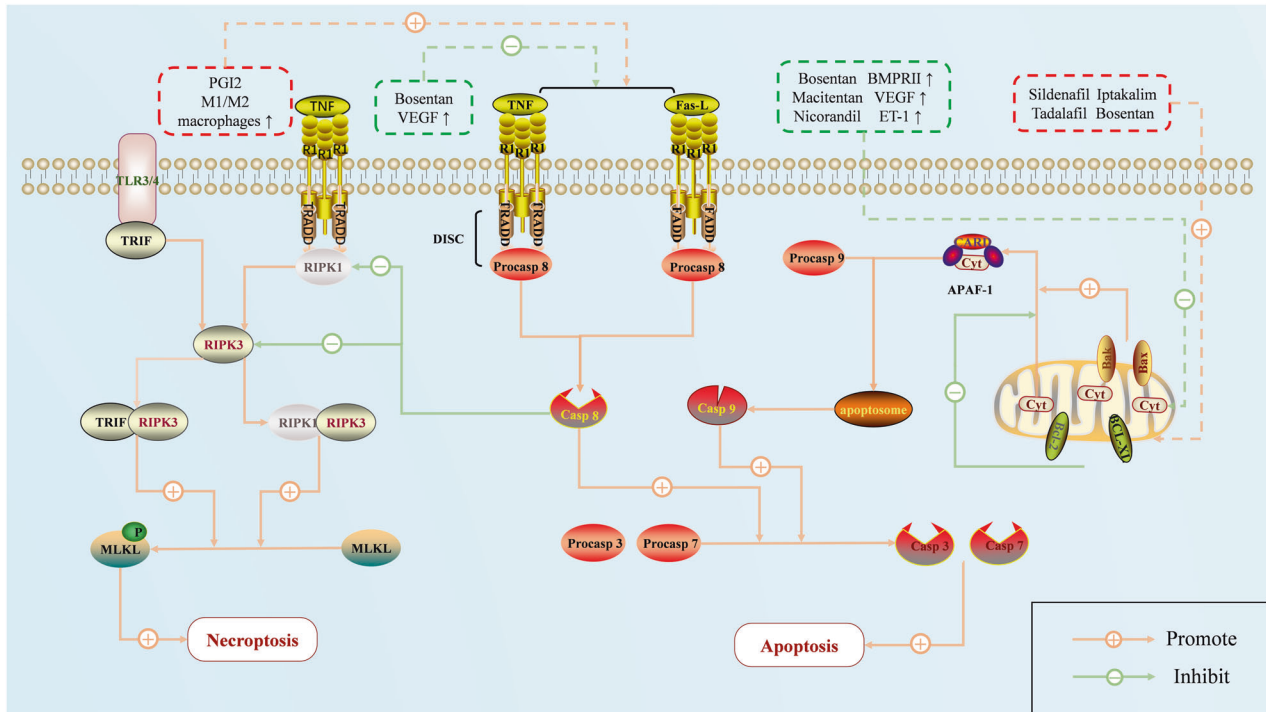 PGI2
M1/M2
macrophages ↑
Bosentan
VEGF ↑
Bosentan BMPRII ↑
Macitentan VEGF ↑
Nicorandil ET-1 ↑
Sildenafil Iptakalim
Tadalafil Bosentan
TNF
TNF
Fas-L
R1 R1 R1
R1 R1 R1
R1 R1 R1
TLR3/4
TRADD TRADD
TRADD TRADD
FADD FADD
TRIF
DISC
RIPK1
Procasp 8
Procasp 8
Procasp 9
CARD
Cyt
APAF-1
RIPK3
Bak
Bax
Cyt
Cyt
Cyt
Bcl-2
BCL-XL
TRIF RIPK3
RIPK1 RIPK3
Casp 8
Casp 9
apoptosome
P
MLKL
MLKL
Procasp 3
Procasp 7
Casp 3
Casp 7
Necroptosis
Apoptosis
Promote
Inhibit